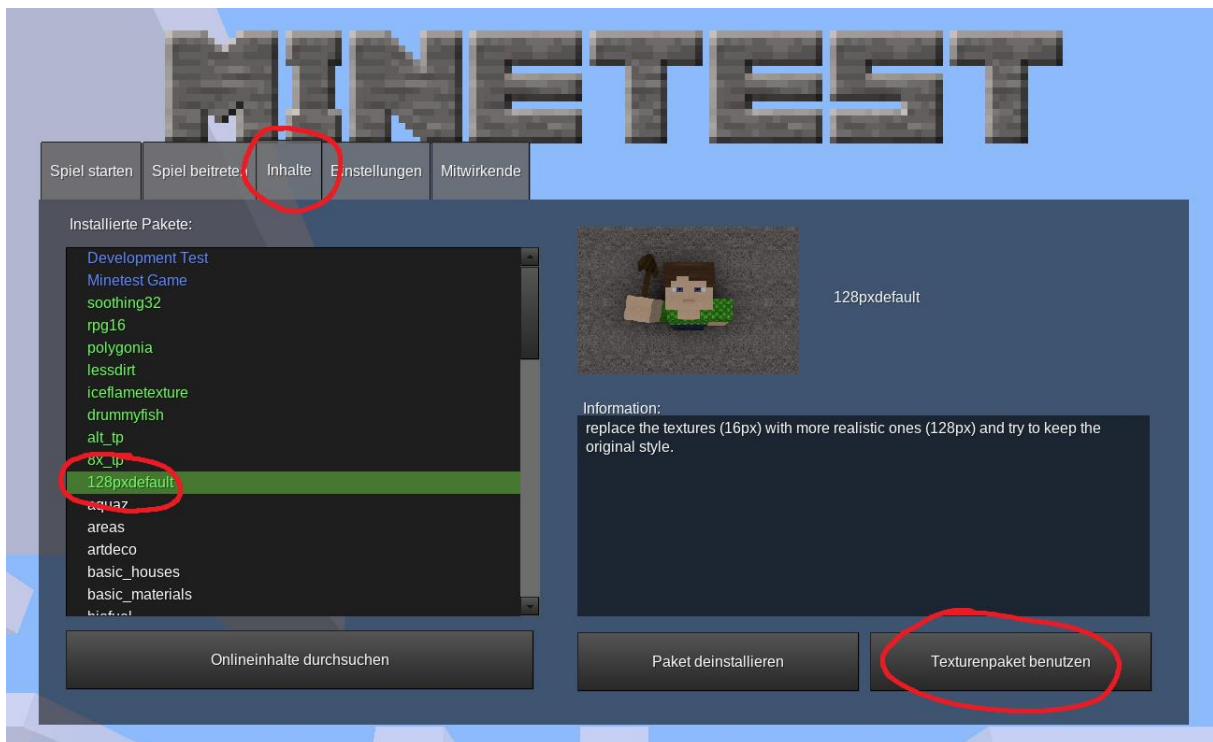 MINETEST
Spiel starten
Spiel beitreten
Inhalte
Einstellungen
Mitwirkende
Installierte Pakete:
Development Test
Minetest Game
soothing32
rpg16
polygonia
lessdirt
iceflametexture
drummyfish
alt_tp
8x_tp
128pxdefault
aquaz
areas
artdeco
basic_houses
basic_materials
biofuel
128pxdefault
Information:
replace the textures (16px) with more realistic ones (128px) and try to keep the
original style.
Onlineinhalte durchsuchen
Paket deinstallieren
Texturenpaket benutzen